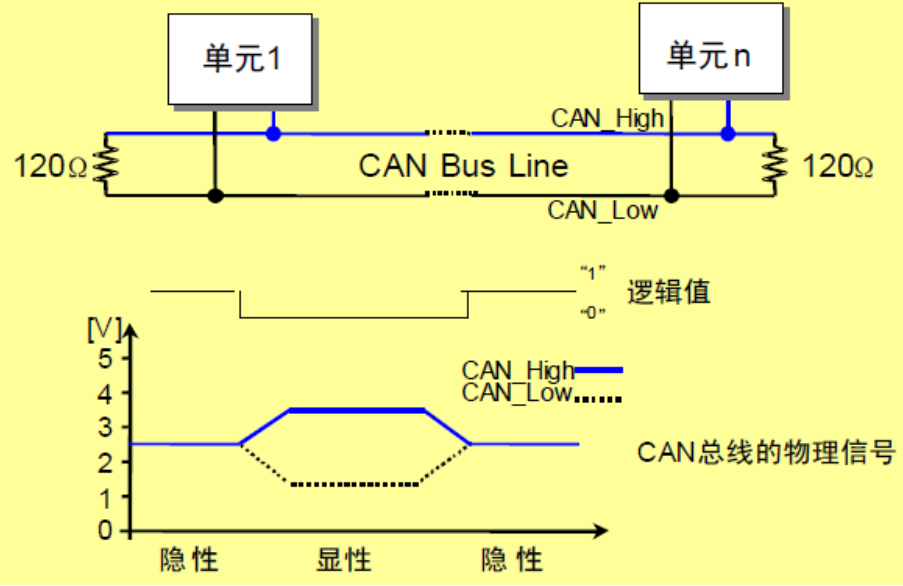 单元1
单元n
CAN_High
120Ω
CAN Bus Line
120Ω
CAN_Low
“1”
逻辑值
“0”
[V]
5
4
3
2
1
0
CAN_High
CAN_Low
CAN总线的物理信号
隐性
显性
隐性